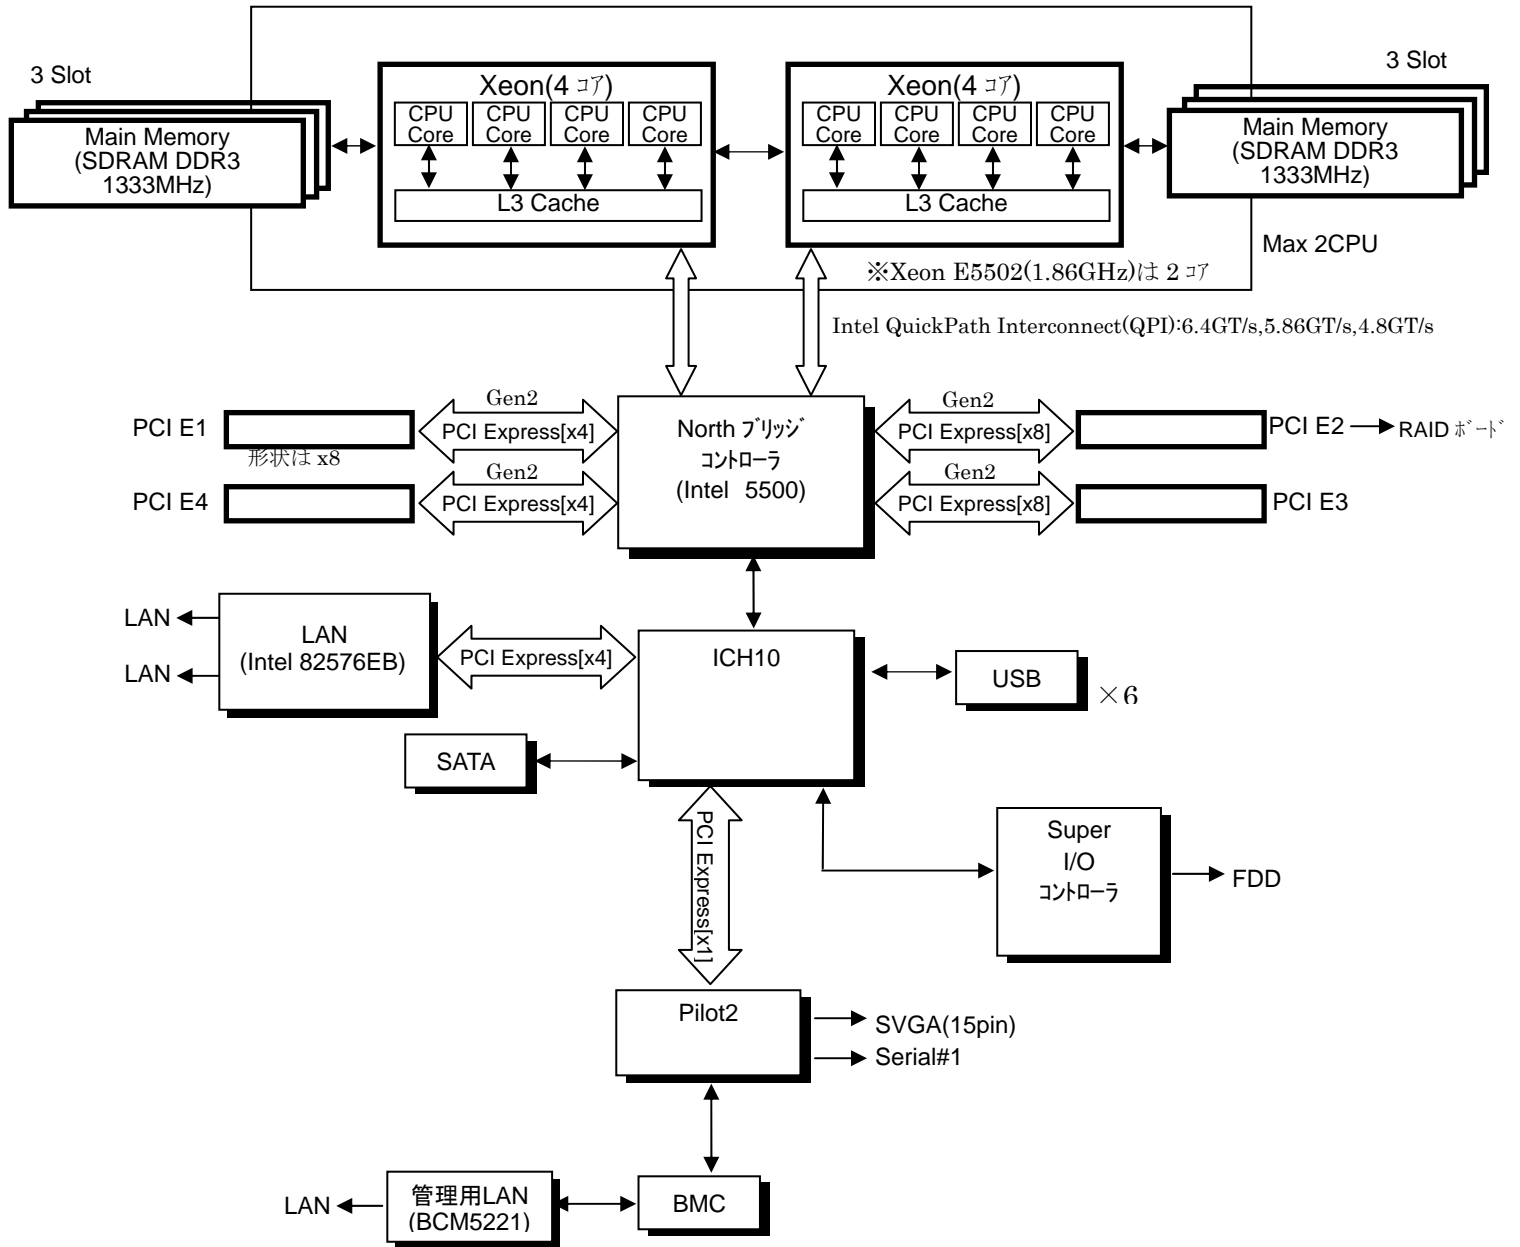 3 Slot
3 Slot
Main Memory
(SDRAM DDR3
1333MHz)
Xeon(4 ｺｱ)
CPU
Core
CPU
Core
CPU
Core
CPU
Core
L3 Cache
Xeon(4 ｺｱ)
CPU
Core
CPU
Core
CPU
Core
CPU
Core
L3 Cache
Main Memory
(SDRAM DDR3
1333MHz)
Max 2CPU
※Xeon E5502(1.86GHz)は 2 ｺｱ
Intel QuickPath Interconnect(QPI):6.4GT/s,5.86GT/s,4.8GT/s
PCI E1
形状は x8
Gen2
PCI Express[x4]
PCI E4
Gen2
PCI Express[x4]
North ﾌﾞﾘｯｼﾞ
ｺﾝﾄﾛｰﾗ
(Intel 5500)
Gen2
PCI Express[x8]
PCI E2
RAID ﾎﾞｰﾄﾞ
Gen2
PCI Express[x8]
PCI E3
LAN
LAN
LAN
(Intel 82576EB)
PCI Express[x4]
ICH10
USB
×6
SATA
PCI Express[x1]
Super
I/O
ｺﾝﾄﾛｰﾗ
FDD
Pilot2
SVGA(15pin)
Serial#1
LAN
管理用LAN
(BCM5221)
BMC